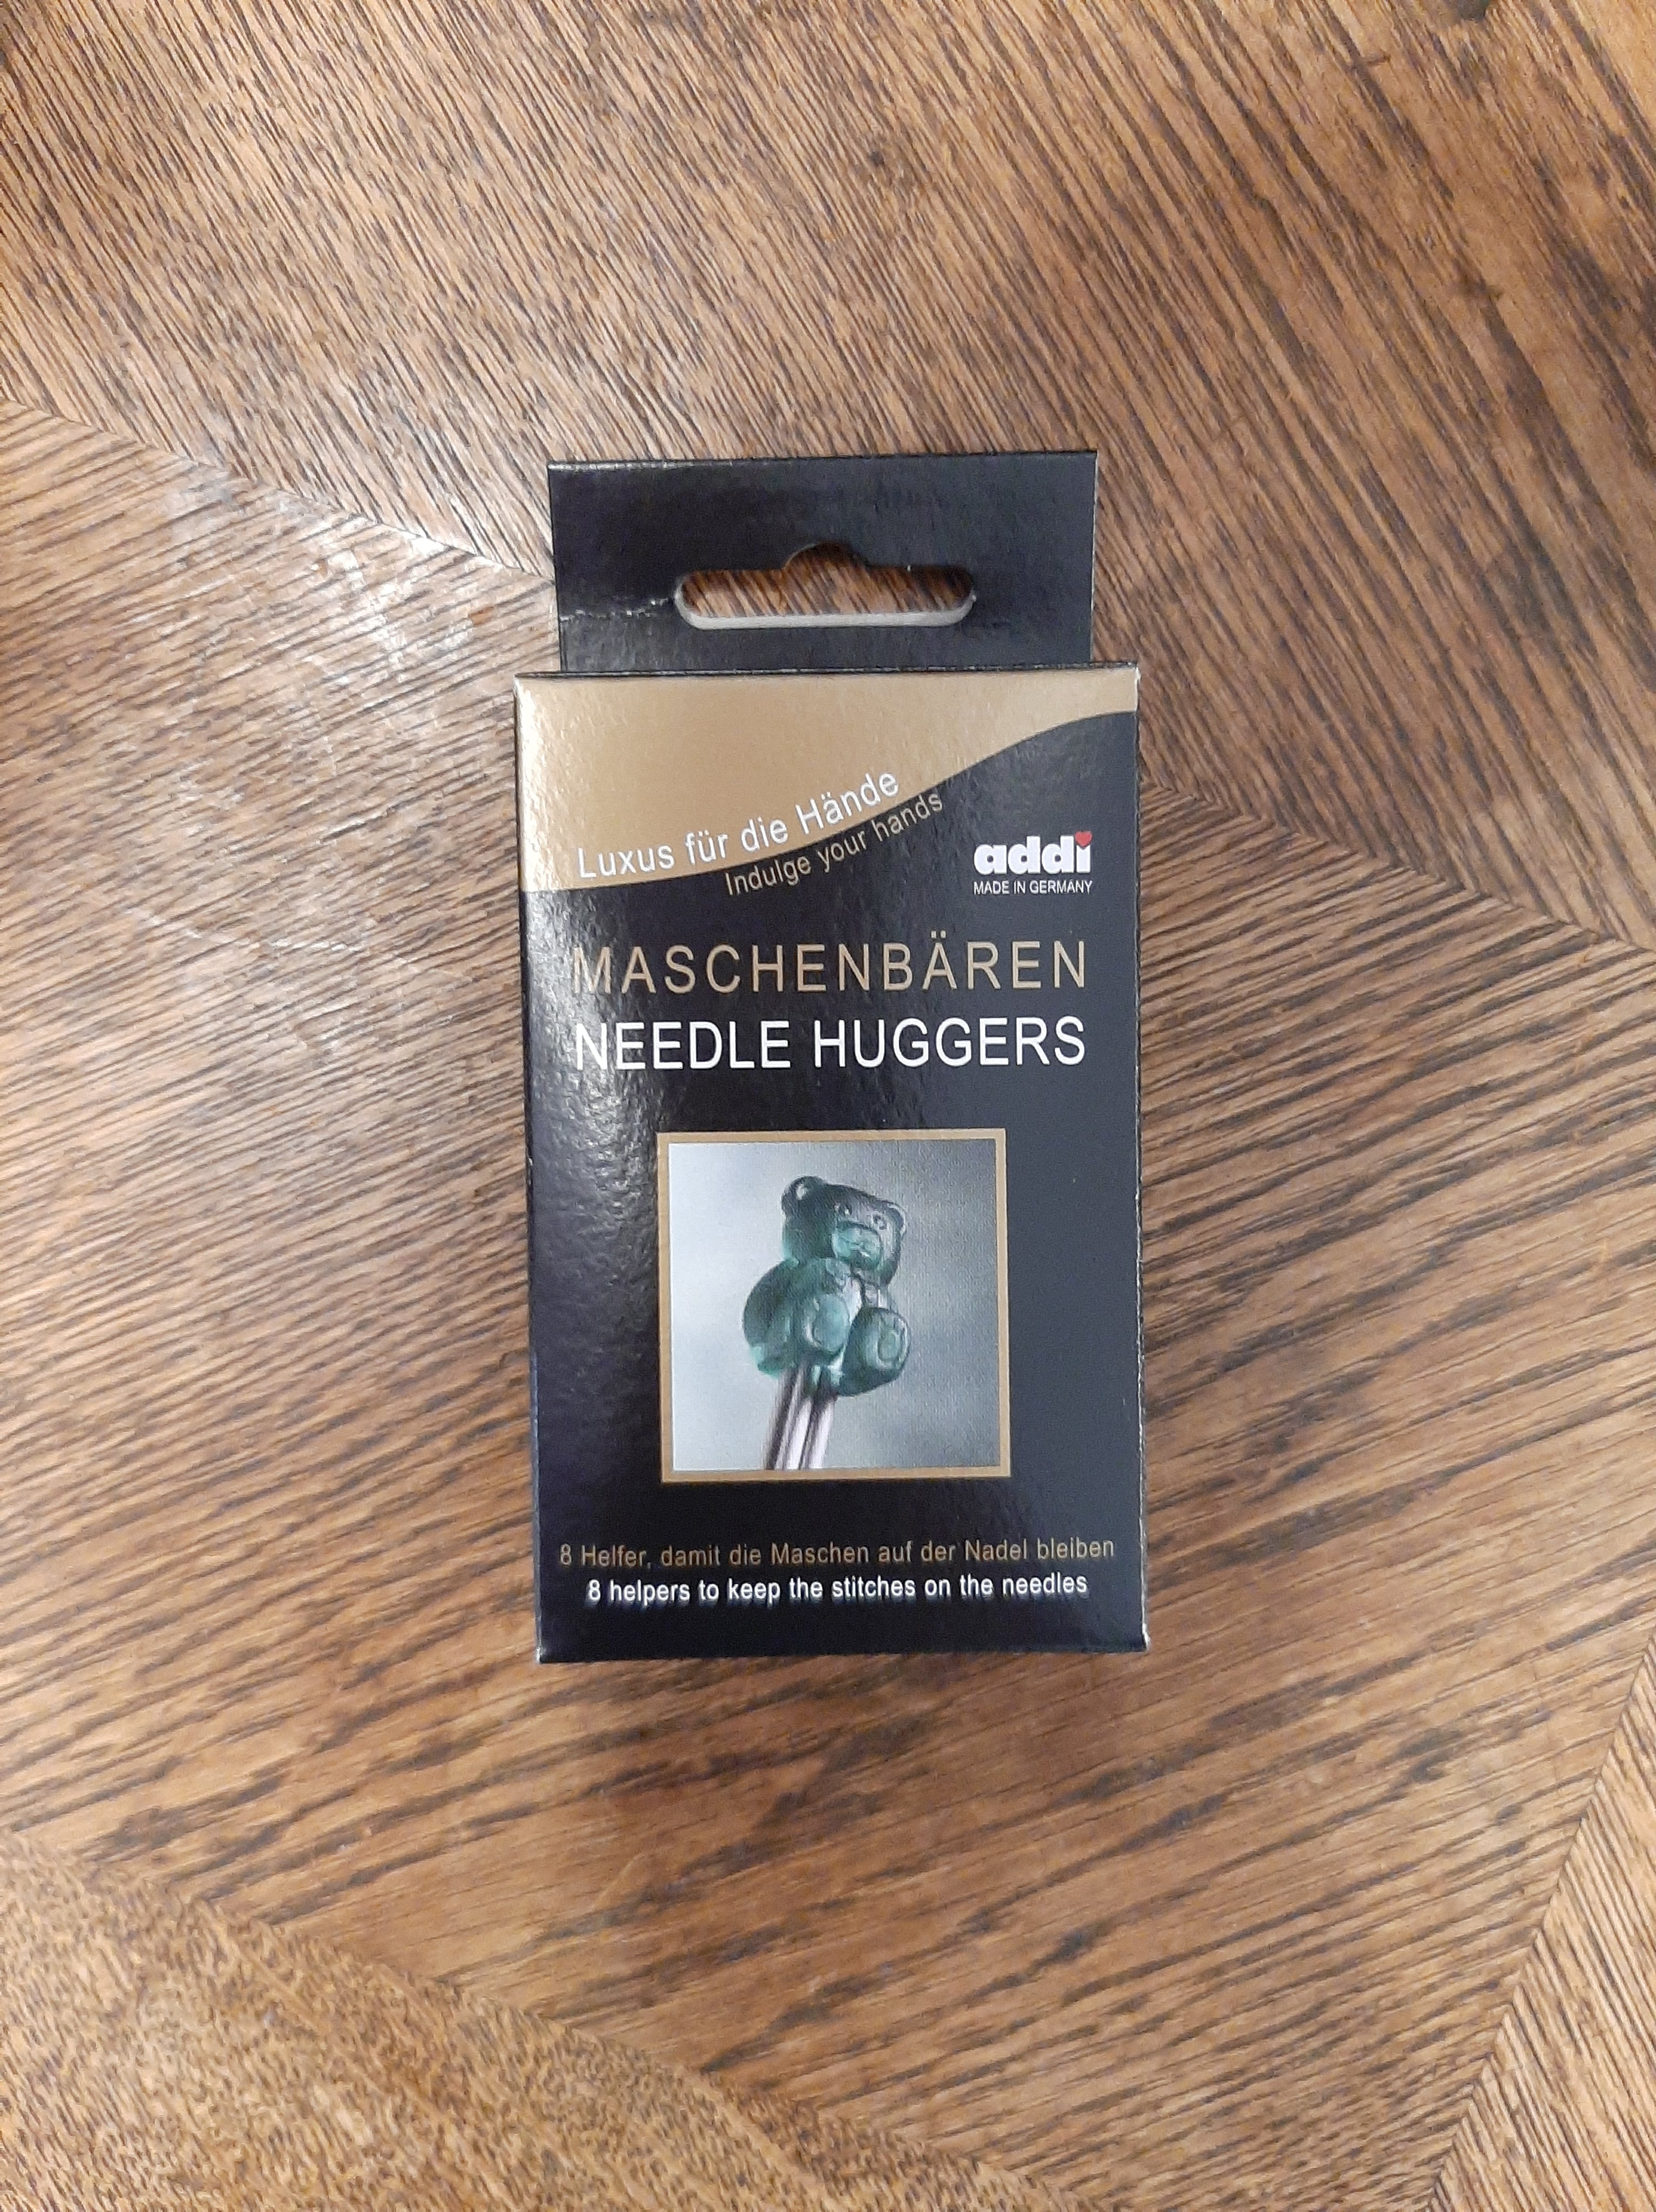 Luxus für die Hände
Indulge your hands
addi
MADE IN GERMANY
MASCHENBÄREN
NEEDLE HUGGERS
8 Helfer, damit die Maschen auf der Nadel bleiben
8 helpers to keep the stitches on the needles